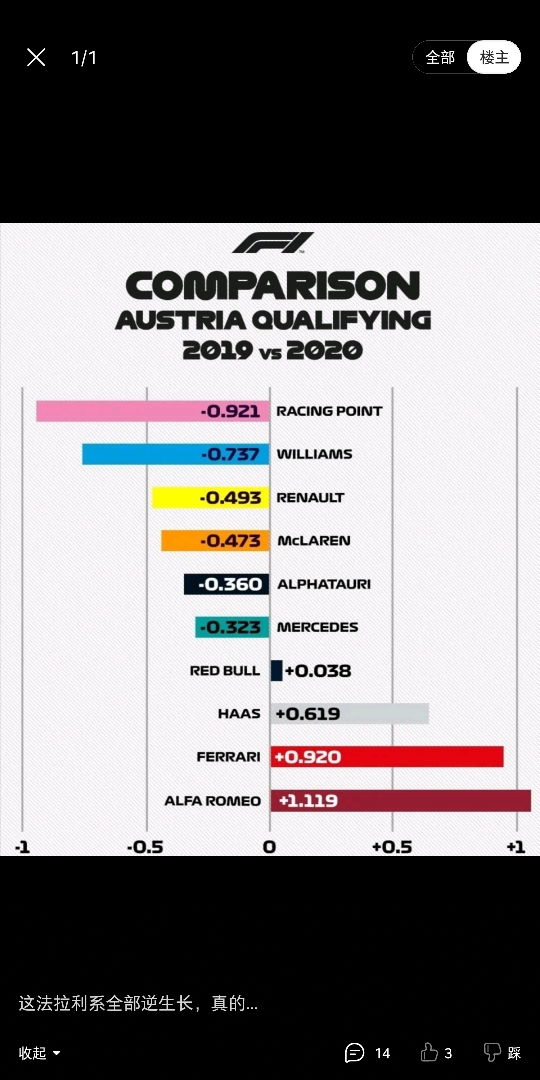 1/1
全部 楼主
F1
COMPARISON
AUSTRIA QUALIFYING
2019 vs 2020
-0.921 RACING POINT
-0.737 WILLIAMS
-0.493 RENAULT
-0.473 McLAREN
-0.360 ALPHATAURI
-0.323 MERCEDES
RED BULL +0.038
HAAS +0.619
FERRARI +0.920
ALFA ROMEO +1.119
-1 -0.5 0 +0.5 +1
这法拉利系全部逆生长，真的...
收起 14 3 踩